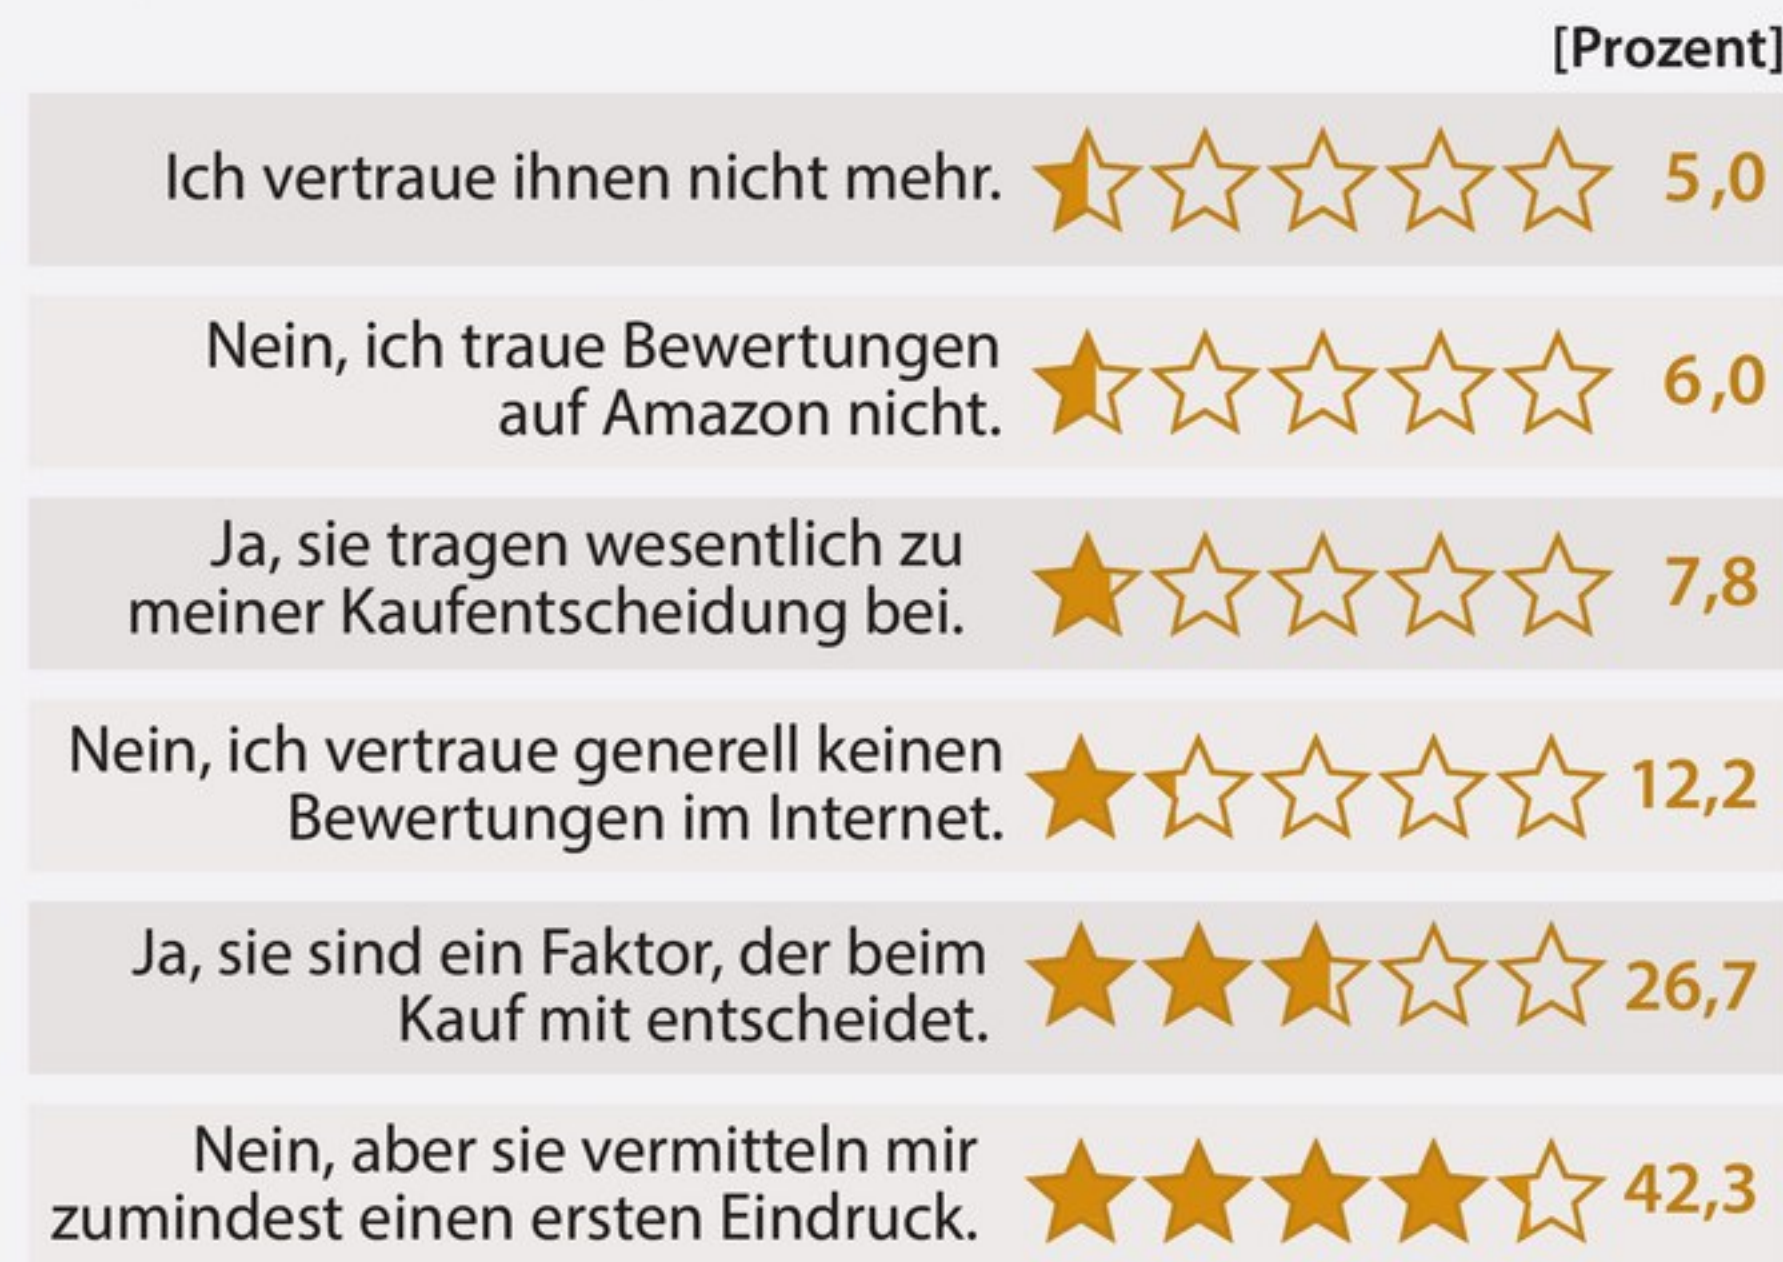 [Prozent]
Ich vertraue ihnen nicht mehr. 5,0
Nein, ich traue Bewertungen
auf Amazon nicht. 6,0
Ja, sie tragen wesentlich zu
meiner Kaufentscheidung bei. 7,8
Nein, ich vertraue generell keinen
Bewertungen im Internet. 12,2
Ja, sie sind ein Faktor, der beim
Kauf mit entscheidet. 26,7
Nein, aber sie vermitteln mir
zumindest einen ersten Eindruck. 42,3